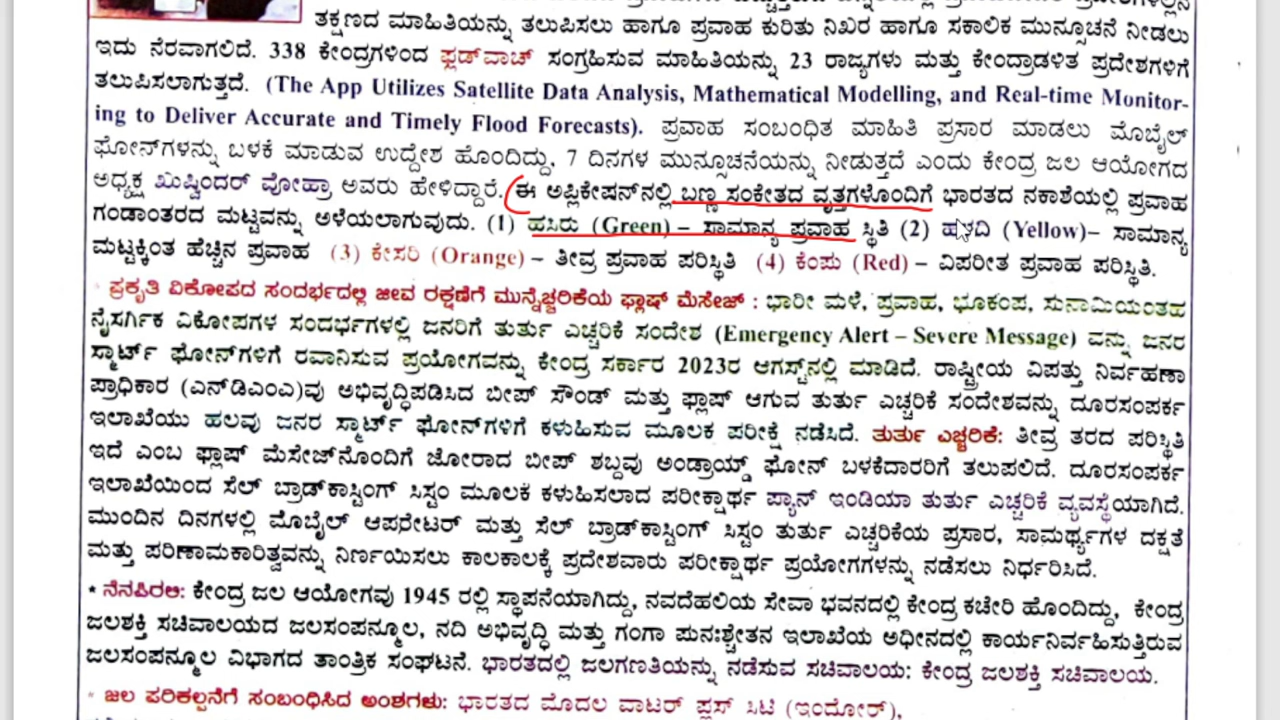 ತಕ್ಷಣದ ಮಾಹಿತಿಯನ್ನು ತಲುಪಿಸಲು ಹಾಗೂ ಪ್ರವಾಹ ಕುರಿತು ನಿಖರ ಹಾಗೂ ಸಕಾಲಿಕ ಮುನ್ಸೂಚನೆ ನೀಡಲು
ಇದು ನೆರವಾಗಲಿದೆ. 338 ಕೇಂದ್ರಗಳಿಂದ ಫ್ಲಡ್‌ವಾಚ್ ಸಂಗ್ರಹಿಸುವ ಮಾಹಿತಿಯನ್ನು 23 ರಾಜ್ಯಗಳು ಮತ್ತು ಕೇಂದ್ರಾಡಳಿತ ಪ್ರದೇಶಗಳಿಗೆ
ತಲುಪಿಸಲಾಗುತ್ತದೆ. (The App Utilizes Satellite Data Analysis, Mathematical Modelling, and Real-time Monitor-
ing to Deliver Accurate and Timely Flood Forecasts). ಪ್ರವಾಹ ಸಂಬಂಧಿತ ಮಾಹಿತಿ ಪ್ರಸಾರ ಮಾಡಲು ಮೊಬೈಲ್
ಫೋನ್‌ಗಳನ್ನು ಬಳಕೆ ಮಾಡುವ ಉದ್ದೇಶ ಹೊಂದಿದ್ದು, 7 ದಿನಗಳ ಮುನ್ಸೂಚನೆಯನ್ನು ನೀಡುತ್ತದೆ ಎಂದು ಕೇಂದ್ರ ಜಲ ಆಯೋಗದ
ಅಧ್ಯಕ್ಷ ಖುಷ್ವಿಂದರ್ ವೋಹ್ರಾ ಅವರು ಹೇಳಿದ್ದಾರೆ. ಈ ಅಪ್ಲಿಕೇಷನ್‌ನಲ್ಲಿ ಬಣ್ಣ ಸಂಕೇತದ ವೃತ್ತಗಳೊಂದಿಗೆ ಭಾರತದ ನಕಾಶೆಯಲ್ಲಿ ಪ್ರವಾಹ
ಗಂಡಾಂತರದ ಮಟ್ಟವನ್ನು ಅಳೆಯಲಾಗುವುದು. (1) ಹಸಿರು (Green) – ಸಾಮಾನ್ಯ ಪ್ರವಾಹ ಸ್ಥಿತಿ (2) ಹಳದಿ (Yellow)– ಸಾಮಾನ್ಯ
ಮಟ್ಟಕ್ಕಿಂತ ಹೆಚ್ಚಿನ ಪ್ರವಾಹ (3) ಕೇಸರಿ (Orange) – ತೀವ್ರ ಪ್ರವಾಹ ಪರಿಸ್ಥಿತಿ (4) ಕೆಂಪು (Red) – ವಿಪರೀತ ಪ್ರವಾಹ ಪರಿಸ್ಥಿತಿ.
* ಪ್ರಕೃತಿ ವಿಕೋಪದ ಸಂದರ್ಭದಲ್ಲಿ ಜೀವ ರಕ್ಷಣೆಗೆ ಮುನ್ನೆಚ್ಚರಿಕೆಯ ಫ್ಲಾಷ್ ಮೆಸೇಜ್ : ಭಾರೀ ಮಳೆ, ಪ್ರವಾಹ, ಭೂಕಂಪ, ಸುನಾಮಿಯಂತಹ
ನೈಸರ್ಗಿಕ ವಿಕೋಪಗಳ ಸಂದರ್ಭಗಳಲ್ಲಿ ಜನರಿಗೆ ತುರ್ತು ಎಚ್ಚರಿಕೆ ಸಂದೇಶ (Emergency Alert – Severe Message) ವನ್ನು ಜನರ
ಸ್ಮಾರ್ಟ್ ಫೋನ್‌ಗಳಿಗೆ ರವಾನಿಸುವ ಪ್ರಯೋಗವನ್ನು ಕೇಂದ್ರ ಸರ್ಕಾರ 2023ರ ಆಗಸ್ಟ್‌ನಲ್ಲಿ ಮಾಡಿದೆ. ರಾಷ್ಟ್ರೀಯ ವಿಪತ್ತು ನಿರ್ವಹಣಾ
ಪ್ರಾಧಿಕಾರ (ಎನ್‌ಡಿಎಂಎ)ವು ಅಭಿವೃದ್ಧಿಪಡಿಸಿದ ಬೀಪ್ ಸೌಂಡ್ ಮತ್ತು ಫ್ಲಾಷ್ ಆಗುವ ತುರ್ತು ಎಚ್ಚರಿಕೆ ಸಂದೇಶವನ್ನು ದೂರಸಂಪರ್ಕ
ಇಲಾಖೆಯು ಹಲವು ಜನರ ಸ್ಮಾರ್ಟ್ ಫೋನ್‌ಗಳಿಗೆ ಕಳುಹಿಸುವ ಮೂಲಕ ಪರೀಕ್ಷೆ ನಡೆಸಿದೆ. ತುರ್ತು ಎಚ್ಚರಿಕೆ: ತೀವ್ರ ತರದ ಪರಿಸ್ಥಿತಿ
ಇದೆ ಎಂಬ ಫ್ಲಾಷ್ ಮೆಸೇಜ್‌ನೊಂದಿಗೆ ಜೋರಾದ ಬೀಪ್ ಶಬ್ದವು ಅಂಡ್ರಾಯ್ಡ್ ಫೋನ್ ಬಳಕೆದಾರರಿಗೆ ತಲುಪಲಿದೆ. ದೂರಸಂಪರ್ಕ
ಇಲಾಖೆಯಿಂದ ಸೆಲ್ ಬ್ರಾಡ್‌ಕಾಸ್ಟಿಂಗ್ ಸಿಸ್ಟಂ ಮೂಲಕ ಕಳುಹಿಸಲಾದ ಪರೀಕ್ಷಾರ್ಥ ಪ್ಯಾನ್ ಇಂಡಿಯಾ ತುರ್ತು ಎಚ್ಚರಿಕೆ ವ್ಯವಸ್ಥೆಯಾಗಿದೆ.
ಮುಂದಿನ ದಿನಗಳಲ್ಲಿ ಮೊಬೈಲ್ ಆಪರೇಟರ್ ಮತ್ತು ಸೆಲ್ ಬ್ರಾಡ್‌ಕಾಸ್ಟಿಂಗ್ ಸಿಸ್ಟಂ ತುರ್ತು ಎಚ್ಚರಿಕೆಯ ಪ್ರಸಾರ, ಸಾಮರ್ಥ್ಯಗಳ ದಕ್ಷತೆ
ಮತ್ತು ಪರಿಣಾಮಕಾರಿತ್ವವನ್ನು ನಿರ್ಣಯಿಸಲು ಕಾಲಕಾಲಕ್ಕೆ ಪ್ರದೇಶವಾರು ಪರೀಕ್ಷಾರ್ಥ ಪ್ರಯೋಗಗಳನ್ನು ನಡೆಸಲು ನಿರ್ಧರಿಸಿದೆ.
* ನೆನಪಿರಲಿ: ಕೇಂದ್ರ ಜಲ ಆಯೋಗವು 1945 ರಲ್ಲಿ ಸ್ಥಾಪನೆಯಾಗಿದ್ದು, ನವದೆಹಲಿಯ ಸೇವಾ ಭವನದಲ್ಲಿ ಕೇಂದ್ರ ಕಚೇರಿ ಹೊಂದಿದ್ದು, ಕೇಂದ್ರ
ಜಲಶಕ್ತಿ ಸಚಿವಾಲಯದ ಜಲಸಂಪನ್ಮೂಲ, ನದಿ ಅಭಿವೃದ್ಧಿ ಮತ್ತು ಗಂಗಾ ಪುನಃಶ್ಚೇತನ ಇಲಾಖೆಯ ಅಧೀನದಲ್ಲಿ ಕಾರ್ಯನಿರ್ವಹಿಸುತ್ತಿರುವ
ಜಲಸಂಪನ್ಮೂಲ ವಿಭಾಗದ ತಾಂತ್ರಿಕ ಸಂಘಟನೆ. ಭಾರತದಲ್ಲಿ ಜಲಗಣತಿಯನ್ನು ನಡೆಸುವ ಸಚಿವಾಲಯ: ಕೇಂದ್ರ ಜಲಶಕ್ತಿ ಸಚಿವಾಲಯ.
* ಜಲ ಪರಿಕಲ್ಪನೆಗೆ ಸಂಬಂಧಿಸಿದ ಅಂಶಗಳು: ಭಾರತದ ಮೊದಲ ವಾಟರ್ ಪ್ಲಸ್ ಸಿಟಿ (ಇಂದೋರ್),